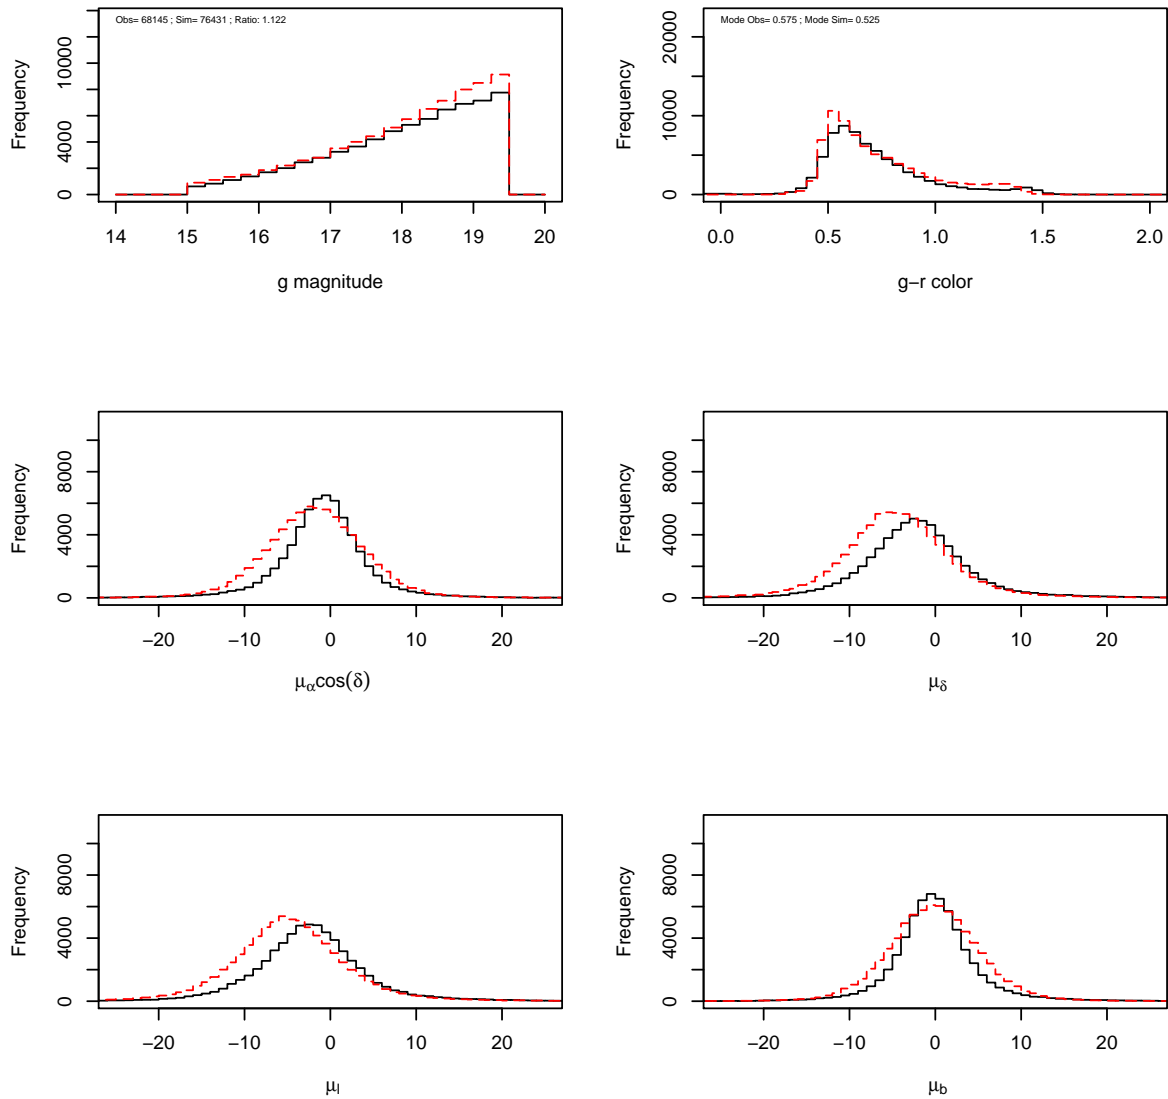 Obs= 68145 ; Sim= 76431 ; Ratio: 1.122
Frequency
0 4000 10000
14 15 16 17 18 19 20
g magnitude
Mode Obs= 0.575 ; Mode Sim= 0.525
Frequency
0 10000 20000
0.0 0.5 1.0 1.5 2.0
g−r color
Frequency
0 4000 8000
−20 −10 0 10 20
μαcos(δ)
Frequency
0 4000 8000
−20 −10 0 10 20
μδ
Frequency
0 4000 8000
−20 −10 0 10 20
μl
Frequency
0 4000 8000
−20 −10 0 10 20
μb